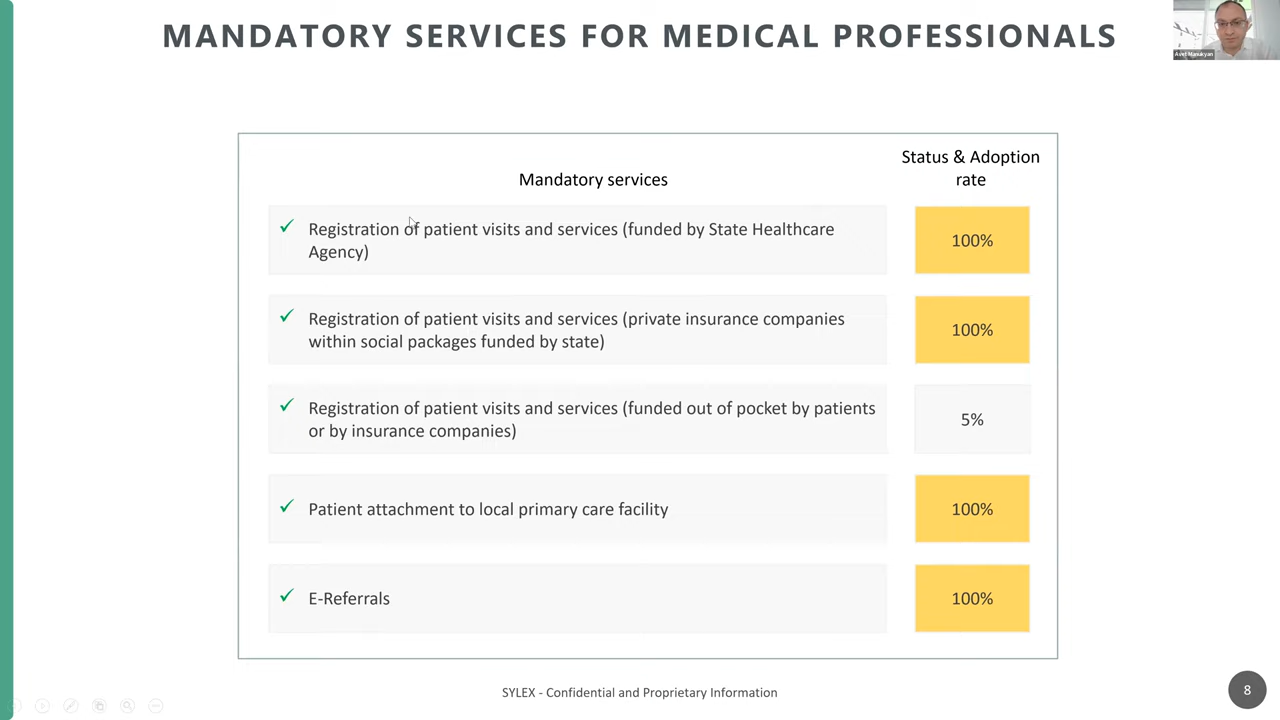 MANDATORY SERVICES FOR MEDICAL PROFESSIONALS
Avet Manukyan
Status & Adoption
rate
Mandatory services
Registration of patient visits and services (funded by State Healthcare
Agency)
100%
Registration of patient visits and services (private insurance companies
within social packages funded by state)
100%
Registration of patient visits and services (funded out of pocket by patients
or by insurance companies)
5%
Patient attachment to local primary care facility
100%
E-Referrals
100%
SYLEX - Confidential and Proprietary Information
8